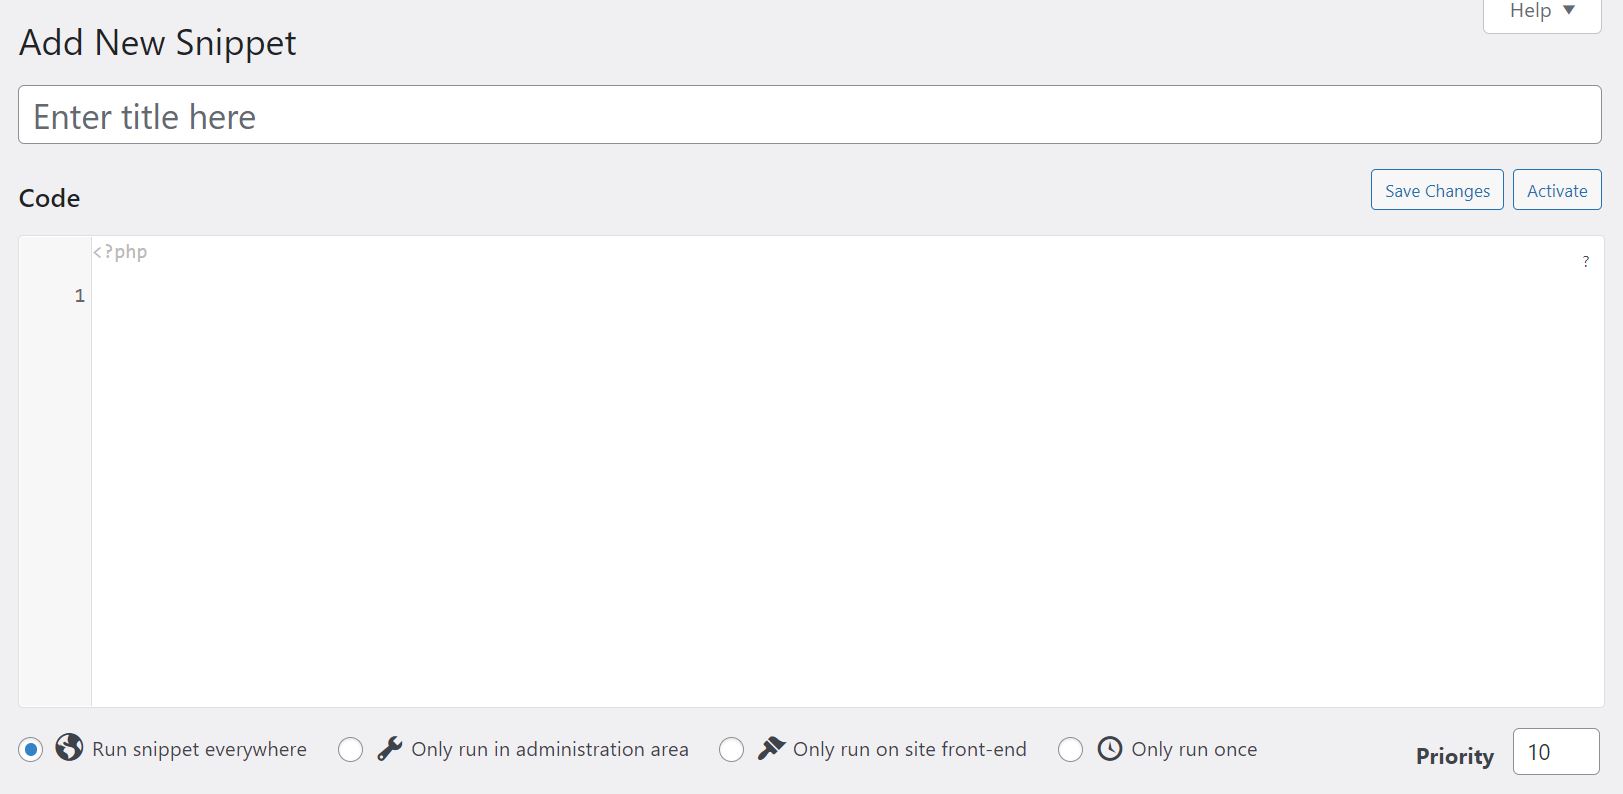 Help
Add New Snippet
Enter title here
Code
Save Changes
Activate
<?php
?
1
Run snippet everywhere
Only run in administration area
Only run on site front-end
Only run once
Priority
10